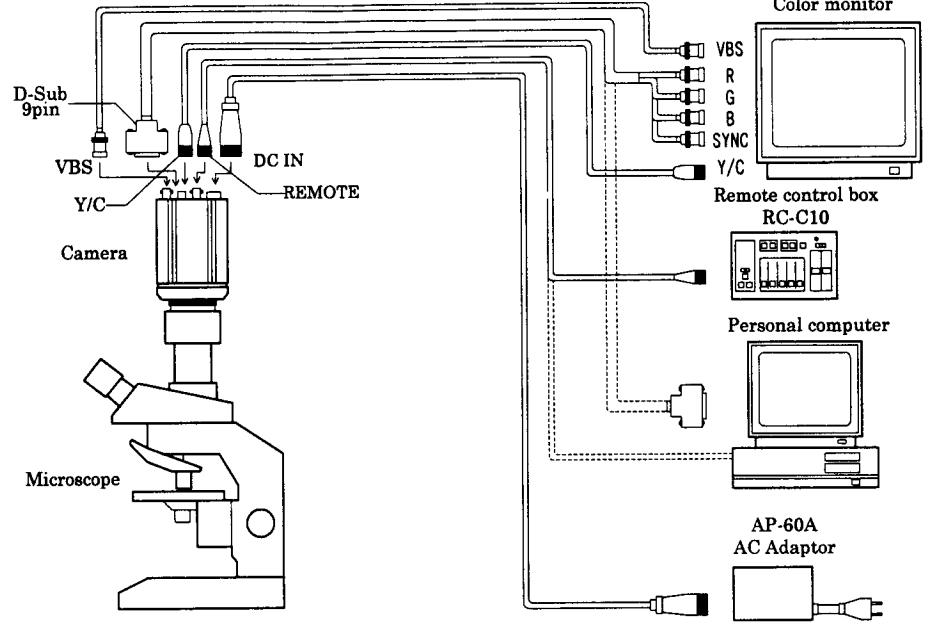 Color monitor
VBS
R
G
B
SYNC
Y/C
D-Sub
9pin
VBS
Y/C
DC IN
REMOTE
Camera
Remote control box
RC-C10
Personal computer
Microscope
AP-60A
AC Adaptor